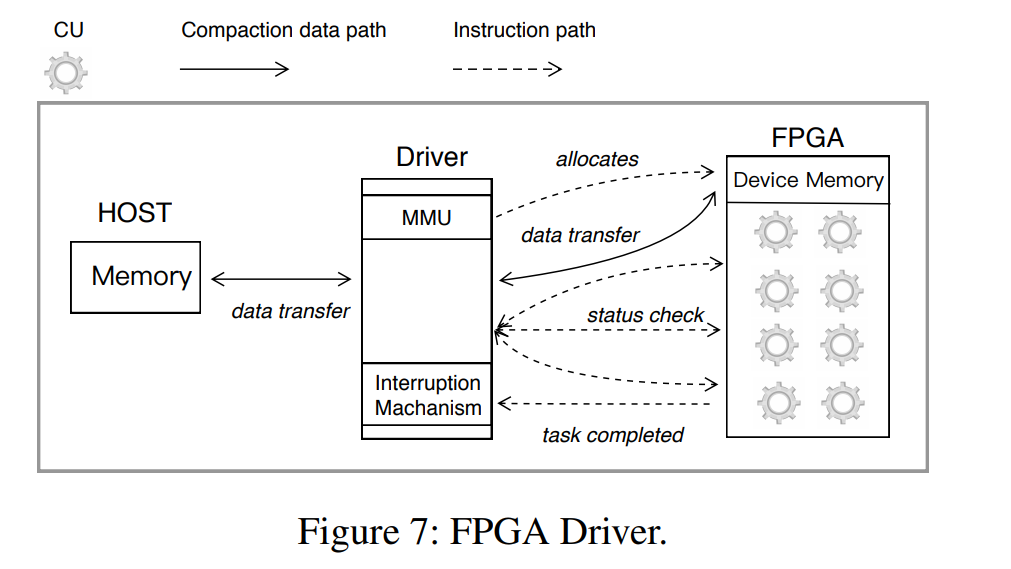 CU
Compaction data path
Instruction path
HOST
Memory
data transfer
Driver
MMU
Interruption
Machanism
allocates
data transfer
status check
task completed
FPGA
Device Memory
Figure 7: FPGA Driver.